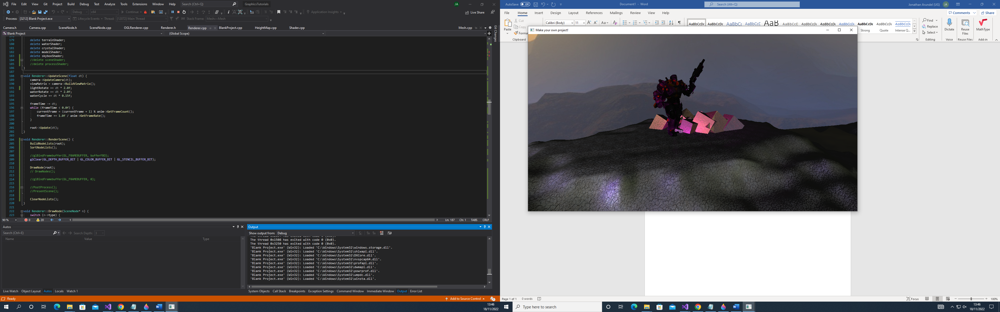 File Edit View Git Project Build Debug Test Analyze Tools Extensions Window Help Search (Ctrl+Q) GraphicsTutorials JA
Debug x64 Continue Application Insights Live Share
Process: [3212] Blank Project.exe Lifecycle Events Thread: [12072] Main Thread Stack Frame: Mesh::~Mesh
Camera.h Camera.cpp SceneNode.h SceneNode.cpp OGLRenderer.cpp Renderer.h Renderer.cpp BlankProject.cpp HeightMap.cpp Shader.cpp Mesh.cpp
Blank Project (Global Scope)
Git Changes
178
179 delete terrainShader;
180 delete waterShader;
181 delete crystalShader;
182 delete modelShader;
183 delete skyboxShader;
184 //delete sceneShader;
185 //delete processShader;
186 }
187
188 void Renderer::UpdateScene(float dt) {
189 camera->UpdateCamera(dt);
190 viewMatrix = camera->BuildViewMatrix();
191 lightRotate += dt * 2.0f;
192 waterRotate += dt * 2.0f;
193 waterCycle += dt * 0.15f;
194
195 frameTime -= dt;
196 while (frameTime < 0.0f) {
197 currentFrame = (currentFrame + 1) % anim->GetFrameCount();
198 frameTime += 1.0f / anim->GetFrameRate();
199 }
200
201 root->Update(dt);
202 }
203
204 void Renderer::RenderScene() {
205 BuildNodeLists(root);
206 SortNodeLists();
207
208 //glBindFramebuffer(GL_FRAMEBUFFER, bufferFBO);
209 glClear(GL_DEPTH_BUFFER_BIT | GL_COLOR_BUFFER_BIT | GL_STENCIL_BUFFER_BIT);
210
211 DrawNode(root);
212 // DrawNodes();
213
214 //glBindFramebuffer(GL_FRAMEBUFFER, 0);
215
216 //PostProcess();
217 //PresentScene();
218
219 ClearNodeLists();
220 }
221
222 void Renderer::DrawNode(SceneNode* n) {
223 switch (n->type) {
90 % 0 20 Ln: 187 Ch: 1 TABS CRLF
Autos
Search (Ctrl+E) Search Depth: 3
Name Value Type
Live Watch Object Layout Autos Locals Watch 1
Output
Show output from: Debug
The thread 0x1508 has exited with code 0 (0x0).
The thread 0x3250 has exited with code 0 (0x0).
'Blank Project.exe' (Win32): Loaded 'C:\Windows\System32\windows.storage.dll'.
'Blank Project.exe' (Win32): Loaded 'C:\Windows\System32\shlwapi.dll'.
'Blank Project.exe' (Win32): Loaded 'C:\Windows\System32\DXCore.dll'.
'Blank Project.exe' (Win32): Loaded 'C:\Windows\System32\nvspcap64.dll'.
'Blank Project.exe' (Win32): Loaded 'C:\Windows\System32\profapi.dll'.
'Blank Project.exe' (Win32): Loaded 'C:\Windows\System32\dwmapi.dll'.
'Blank Project.exe' (Win32): Loaded 'C:\Windows\System32\powrprof.dll'.
'Blank Project.exe' (Win32): Loaded 'C:\Windows\System32\umpdc.dll'.
'Blank Project.exe' (Win32): Loaded 'C:\Windows\System32\winsta.dll'.
System Objects Call Stack Breakpoints Exception Settings Command Window Immediate Window Output Error List
Ready Add to Source Control 1
13:46
18/11/2022
AutoSave Off Document1 - Word Search (Alt+Q) Jonathan Arundel (UG) JA
File Home Insert Design Layout References Mailings Review View Help Comments Share
Paste Cut Copy Format Clipboard
Calibri (Body) 11 Aa
AaBbCcDc AaBbCcDc AaBbC( AaBbCcE AaB AaBbCcD AaBbCcDc AaBbCcDc AaBbCcDc AaBbCcDc AaBbCcDc AaBbCcDc
Strong Quote Intense Q...
Find Replace Select Editing
Dictate Voice
Reuse Files Reuse Files
MathType Add-in
Make your own project!
Page 1 of 1 0 words Focus 100%
Type here to search
13:46
18/11/2022